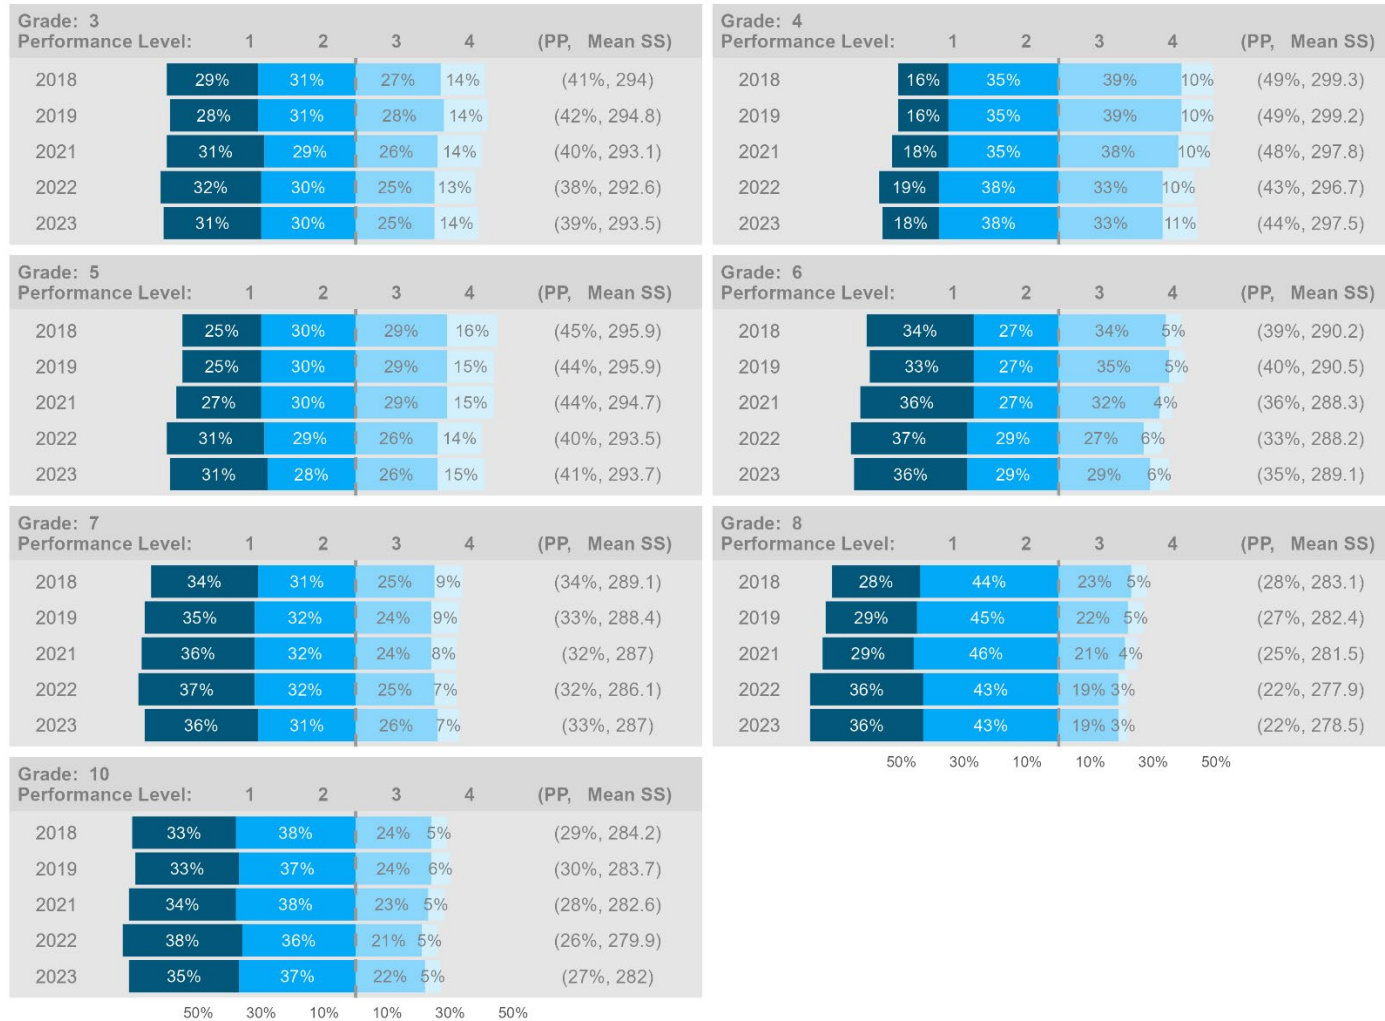 Grade: 3
Performance Level: 1 2 3 4 (PP, Mean SS)
2018 29% 31% 27% 14% (41%, 294)
2019 28% 31% 28% 14% (42%, 294.8)
2021 31% 29% 26% 14% (40%, 293.1)
2022 32% 30% 25% 13% (38%, 292.6)
2023 31% 30% 25% 14% (39%, 293.5)
Grade: 4
Performance Level: 1 2 3 4 (PP, Mean SS)
2018 16% 35% 39% 10% (49%, 299.3)
2019 16% 35% 39% 10% (49%, 299.2)
2021 18% 35% 38% 10% (48%, 297.8)
2022 19% 38% 33% 10% (43%, 296.7)
2023 18% 38% 33% 11% (44%, 297.5)
Grade: 5
Performance Level: 1 2 3 4 (PP, Mean SS)
2018 25% 30% 29% 16% (45%, 295.9)
2019 25% 30% 29% 15% (44%, 295.9)
2021 27% 30% 29% 15% (44%, 294.7)
2022 31% 29% 26% 14% (40%, 293.5)
2023 31% 28% 26% 15% (41%, 293.7)
Grade: 6
Performance Level: 1 2 3 4 (PP, Mean SS)
2018 34% 27% 34% 5% (39%, 290.2)
2019 33% 27% 35% 5% (40%, 290.5)
2021 36% 27% 32% 4% (36%, 288.3)
2022 37% 29% 27% 6% (33%, 288.2)
2023 36% 29% 29% 6% (35%, 289.1)
Grade: 7
Performance Level: 1 2 3 4 (PP, Mean SS)
2018 34% 31% 25% 9% (34%, 289.1)
2019 35% 32% 24% 9% (33%, 288.4)
2021 36% 32% 24% 8% (32%, 287)
2022 37% 32% 25% 7% (32%, 286.1)
2023 36% 31% 26% 7% (33%, 287)
Grade: 8
Performance Level: 1 2 3 4 (PP, Mean SS)
2018 28% 44% 23% 5% (28%, 283.1)
2019 29% 45% 22% 5% (27%, 282.4)
2021 29% 46% 21% 4% (25%, 281.5)
2022 36% 43% 19% 3% (22%, 277.9)
2023 36% 43% 19% 3% (22%, 278.5)
50% 30% 10% 10% 30% 50%
Grade: 10
Performance Level: 1 2 3 4 (PP, Mean SS)
2018 33% 38% 24% 5% (29%, 284.2)
2019 33% 37% 24% 6% (30%, 283.7)
2021 34% 38% 23% 5% (28%, 282.6)
2022 38% 36% 21% 5% (26%, 279.9)
2023 35% 37% 22% 5% (27%, 282)
50% 30% 10% 10% 30% 50%